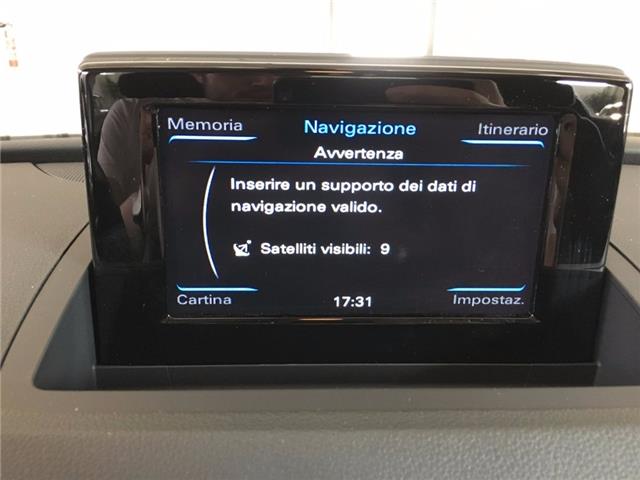 Memoria Navigazione Itinerario
Avvertenza
Inserire un supporto dei dati di
navigazione valido.
Satelliti visibili: 9
Cartina 17:31 Impostaz.